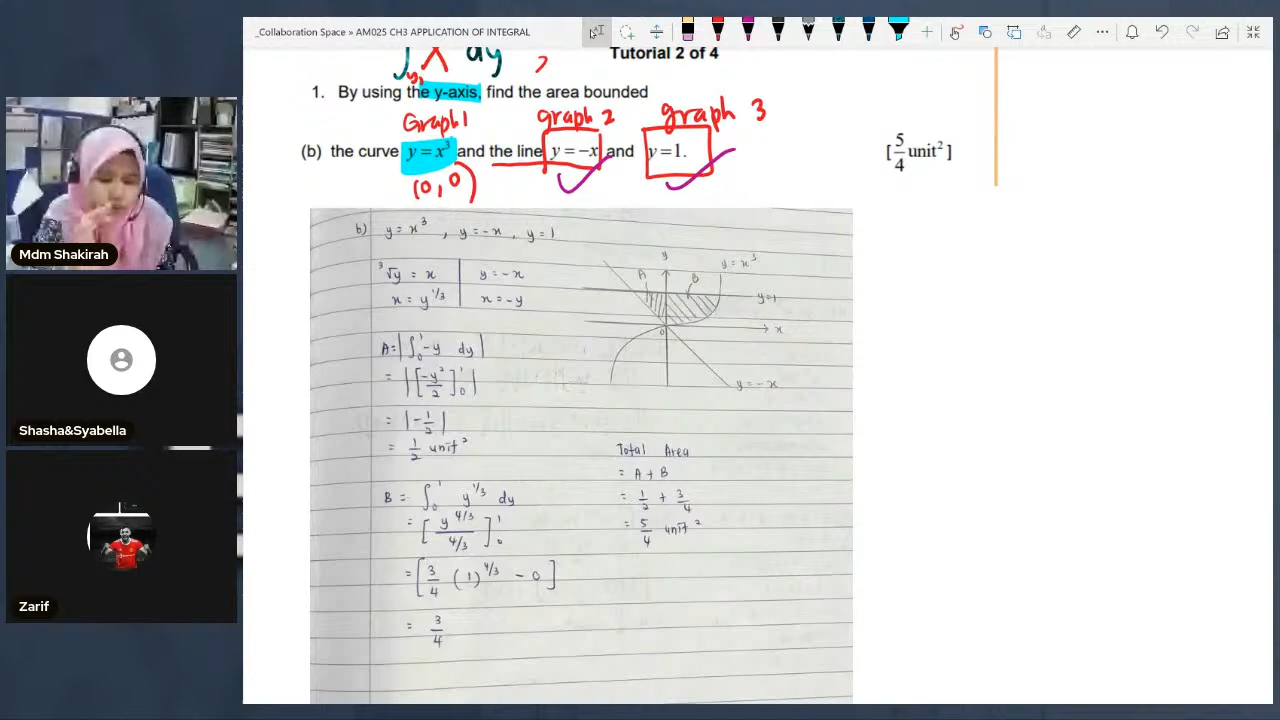 _Collaboration Space » AM025 CH3 APPLICATION OF INTEGRAL
∫ x dy
y₁
Tutorial 2 of 4
1. By using the y-axis, find the area bounded
Graph 1 graph 2 graph 3
(b) the curve y = x³ and the line y = −x and y = 1. [5/4 unit²]
(0, 0)
b) y = x³ , y = −x , y = 1
³√y = x | y = −x
x = y^1/3 | x = −y
A = |∫₀¹ −y dy|
= |[−y²/2]₀¹|
= |−1/2|
= 1/2 unit²
B = ∫₀¹ y^1/3 dy
= [y^4/3 / 4/3]₀¹
= [3/4 (1)^4/3 − 0]
= 3/4
y
y = x³
A
B
y=1
x
0
y = −x
Total Area
= A + B
= 1/2 + 3/4
= 5/4 unit²
Mdm Shakirah
Shasha&Syabella
Zarif